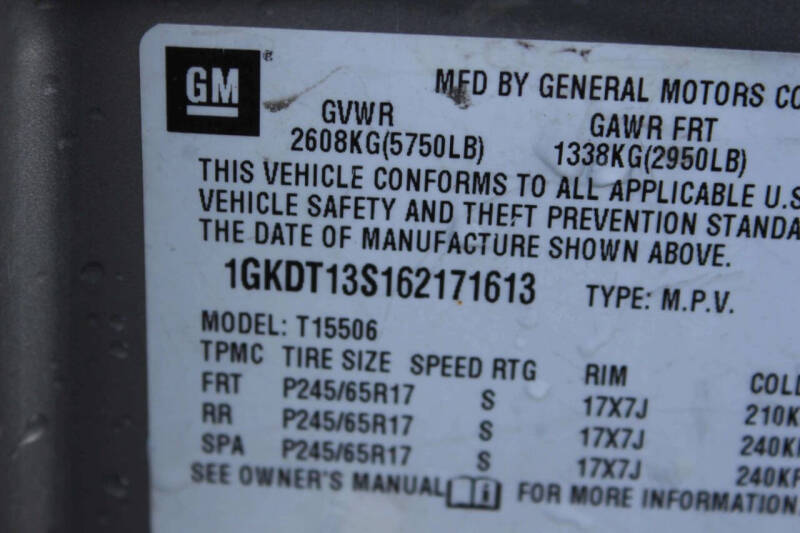 GM®
MFD BY GENERAL MOTORS CO
GVWR GAWR FRT
2608KG(5750LB) 1338KG(2950LB)
THIS VEHICLE CONFORMS TO ALL APPLICABLE U.S
VEHICLE SAFETY AND THEFT PREVENTION STANDA
THE DATE OF MANUFACTURE SHOWN ABOVE.
1GKDT13S162171613 TYPE: M.P.V.
MODEL: T15506
TPMC TIRE SIZE SPEED RTG RIM COLD
FRT P245/65R17 S 17X7J 210K
RR P245/65R17 S 17X7J 240K
SPA P245/65R17 S 17X7J 240KP
SEE OWNER'S MANUAL i FOR MORE INFORMATION.